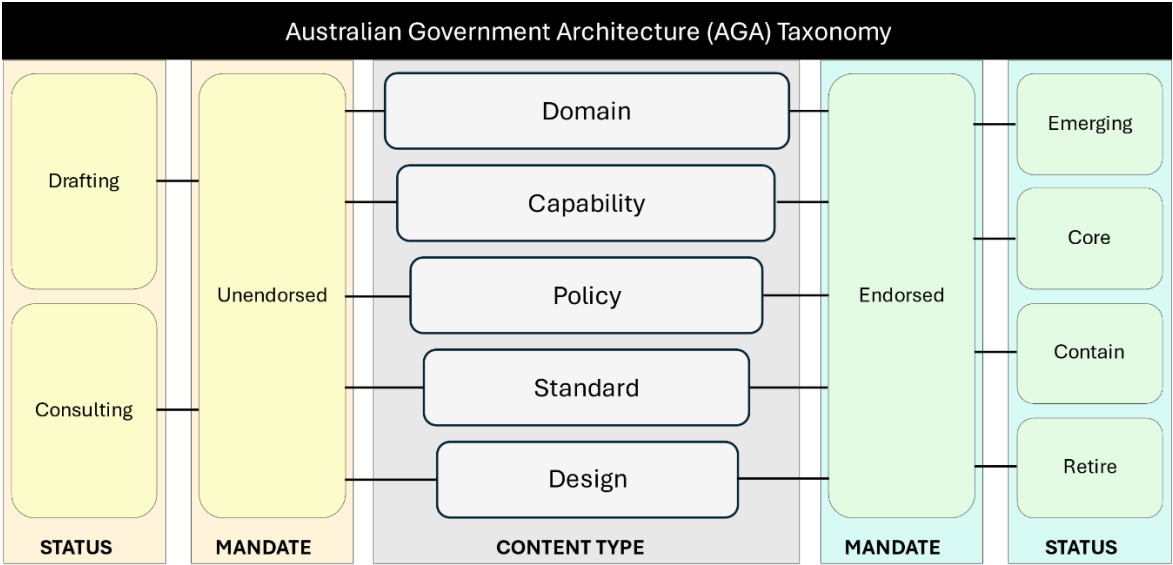 Australian Government Architecture (AGA) Taxonomy
Drafting
Consulting
STATUS
Unendorsed
MANDATE
Domain
Capability
Policy
Standard
Design
CONTENT TYPE
Endorsed
MANDATE
Emerging
Core
Contain
Retire
STATUS